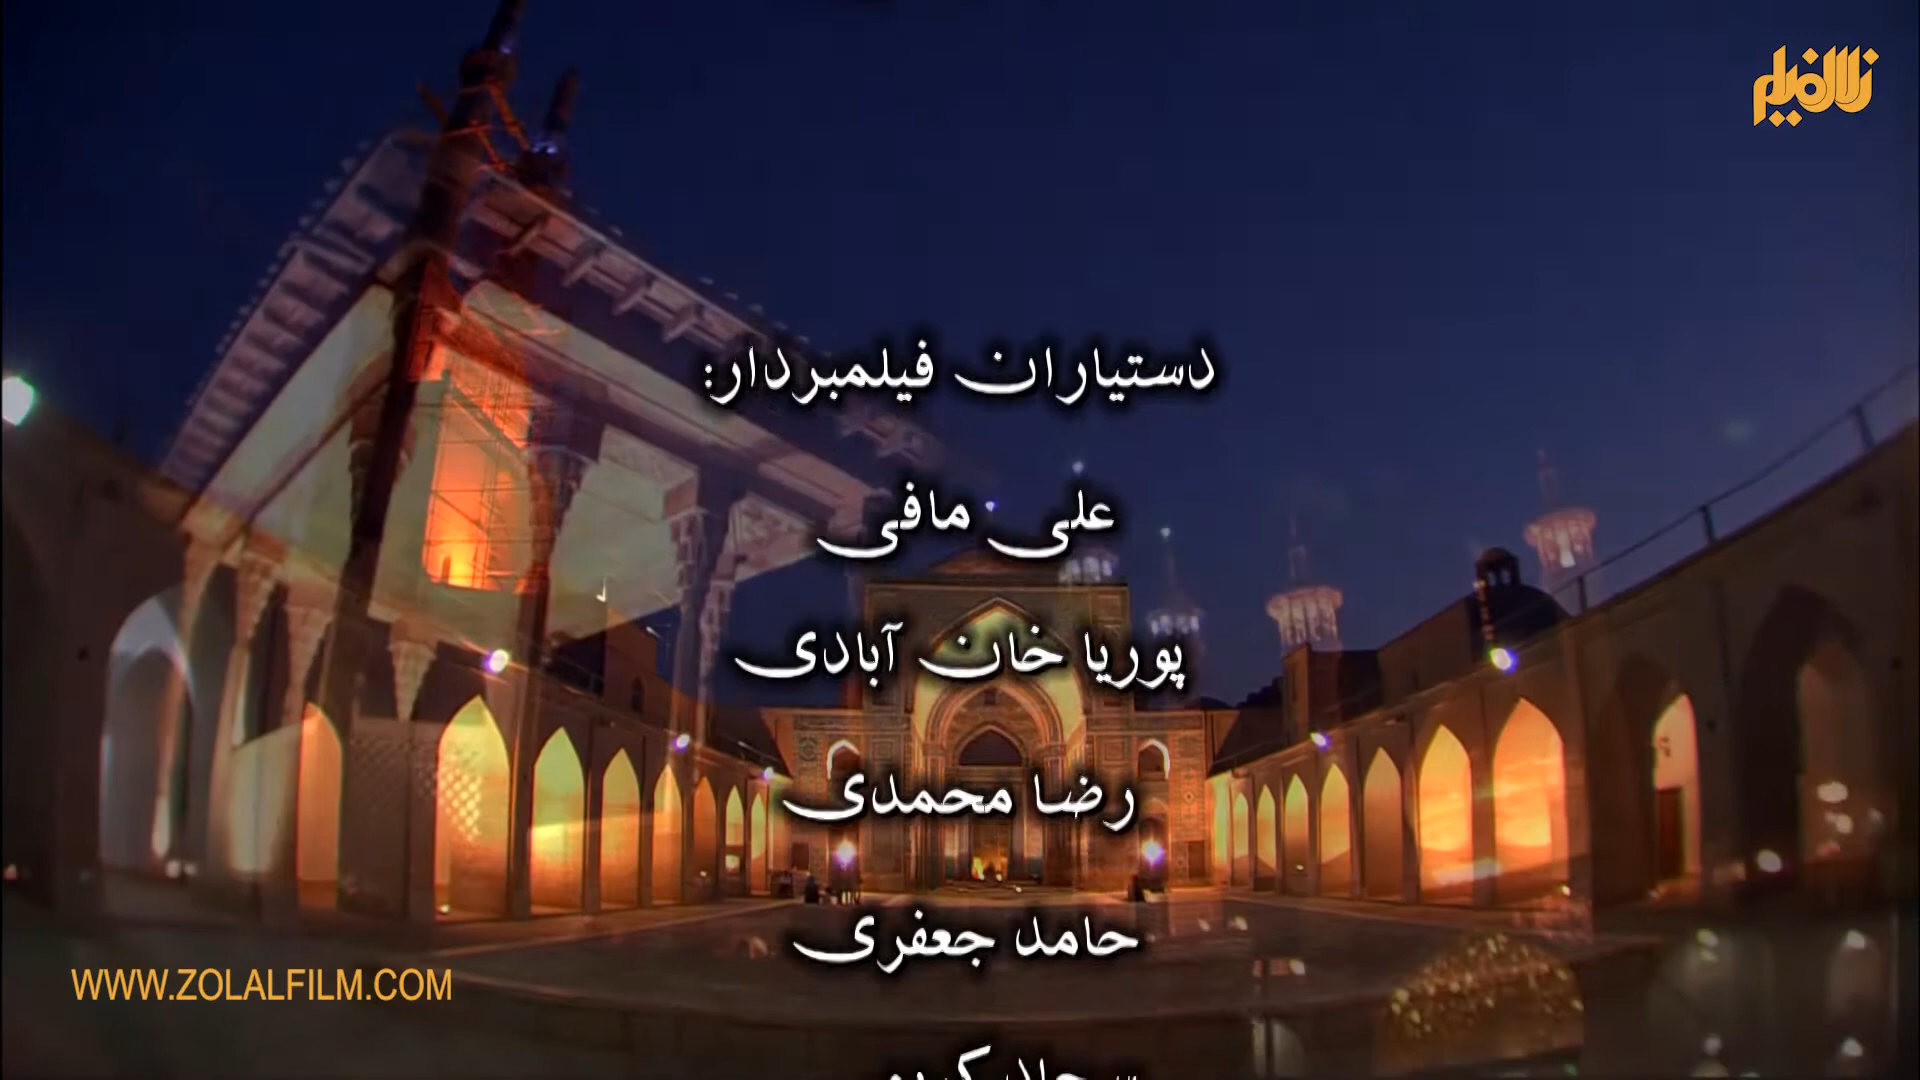 زلال فیلم
دستیاران فیلمبردار:
علی مافی
پوریا خان آبادی
رضا محمدی
حامد جعفری
WWW.ZOLALFILM.COM